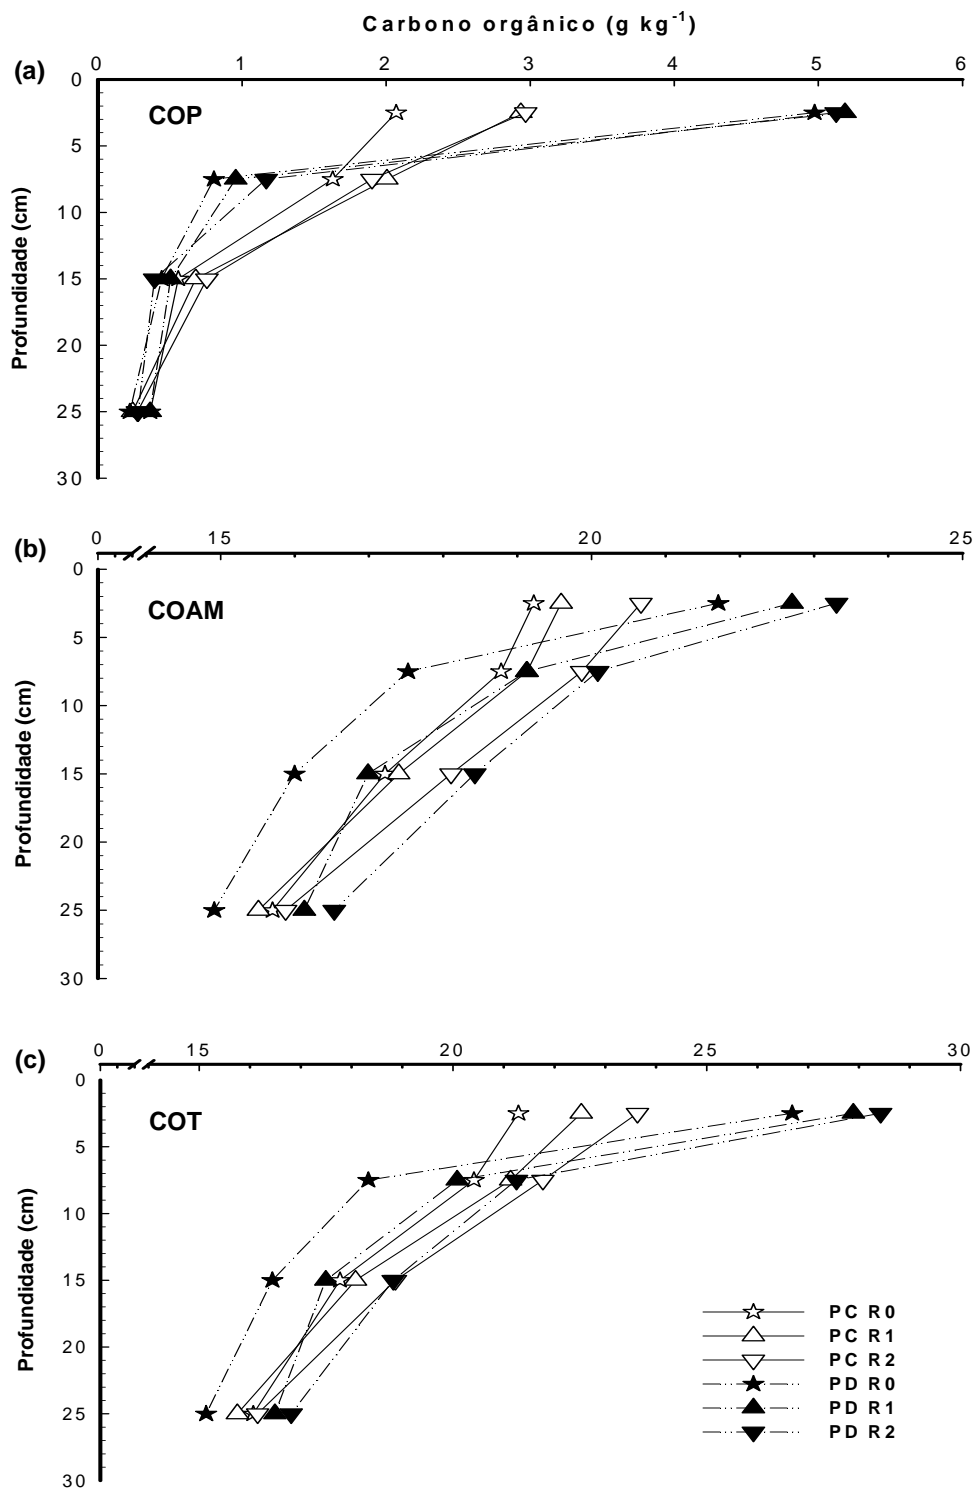 Carbono orgânico (g kg-1)
(a)
0 1 2 3 4 5 6
COP
0
5
10
15
20
25
30
Profundidade (cm)
(b)
0 15 20 25
COAM
0
5
10
15
20
25
30
Profundidade (cm)
(c)
0 15 20 25 30
COT
0
5
10
15
20
25
30
Profundidade (cm)
PC R0
PC R1
PC R2
PD R0
PD R1
PD R2